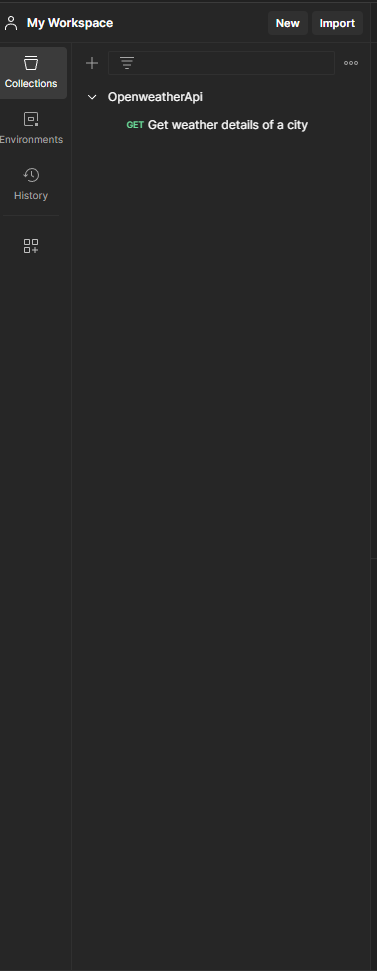 My Workspace
New
Import
Collections
OpenweatherApi
GET Get weather details of a city
Environments
History